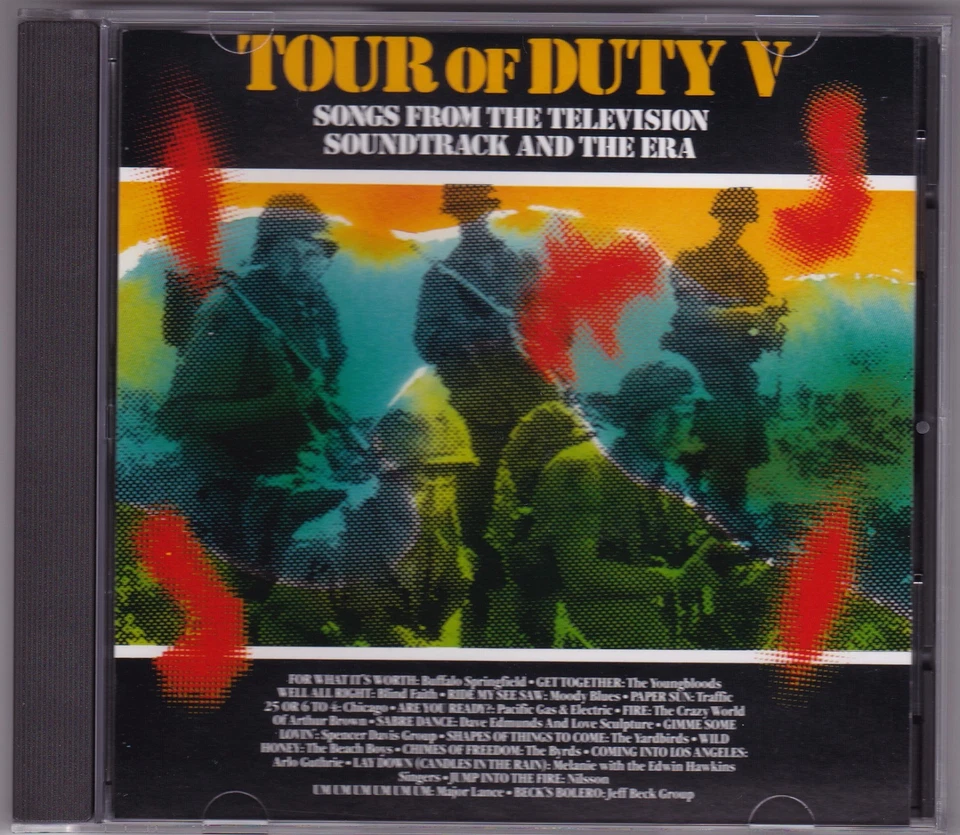 TOUR OF DUTY V
SONGS FROM THE TELEVISION
SOUNDTRACK AND THE ERA
FOR WHAT IT'S WORTH: Buffalo Springfield • GET TOGETHER: The Youngbloods
WELL ALL RIGHT: Blind Faith • RIDE MY SEE SAW: Moody Blues • PAPER SUN: Traffic
25 OR 6 TO 4: Chicago • ARE YOU READY?: Pacific Gas & Electric • FIRE: The Crazy World
Of Arthur Brown • SABRE DANCE: Dave Edmunds And Love Sculpture • GIMME SOME
LOVIN': Spencer Davis Group • SHAPES OF THINGS TO COME: The Yardbirds • WILD
HONEY: The Beach Boys • CHIMES OF FREEDOM: The Byrds • COMING INTO LOS ANGELES:
Arlo Guthrie • LAY DOWN (CANDLES IN THE RAIN): Melanie with the Edwin Hawkins
Singers • JUMP INTO THE FIRE: Nilsson
UM UM UM UM UM UM: Major Lance • BECK'S BOLERO: Jeff Beck Group